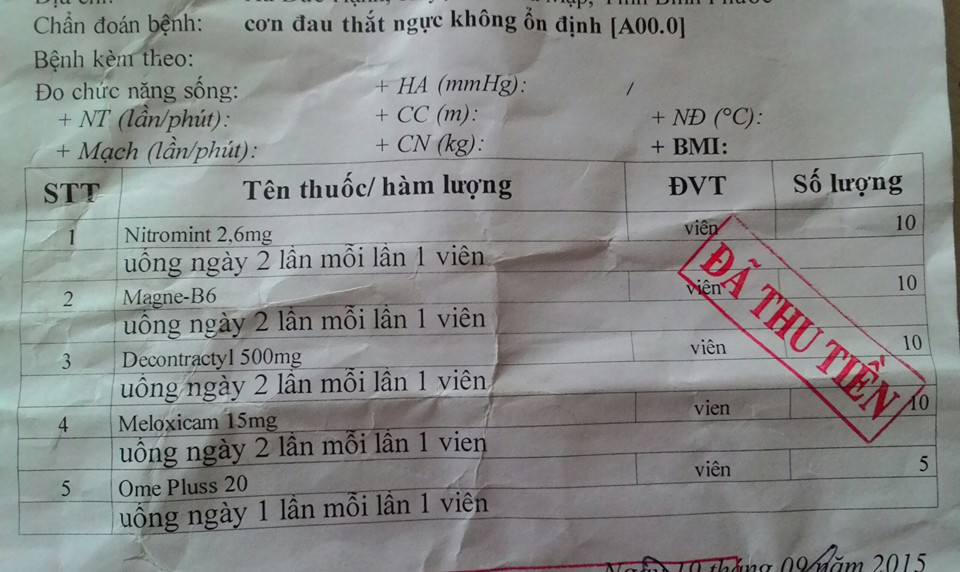 Chẩn đoán bệnh: cơn đau thắt ngực không ổn định [A00.0]
Bệnh kèm theo:
Đo chức năng sống: + HA (mmHg): /
+ NT (lần/phút): + CC (m): + NĐ (°C):
+ Mạch (lần/phút): + CN (kg): + BMI:
STT Tên thuốc/ hàm lượng ĐVT Số lượng
1 Nitromint 2,6mg viên 10
uống ngày 2 lần mỗi lần 1 viên
2 Magne-B6 viên 10
uống ngày 2 lần mỗi lần 1 viên
3 Decontractyl 500mg viên 10
uống ngày 2 lần mỗi lần 1 viên
4 Meloxicam 15mg vien 10
uống ngày 2 lần mỗi lần 1 vien
5 Ome Pluss 20 viên 5
uống ngày 1 lần mỗi lần 1 viên
ĐÃ THU TIỀN
Ngày 10 tháng 09 năm 2015